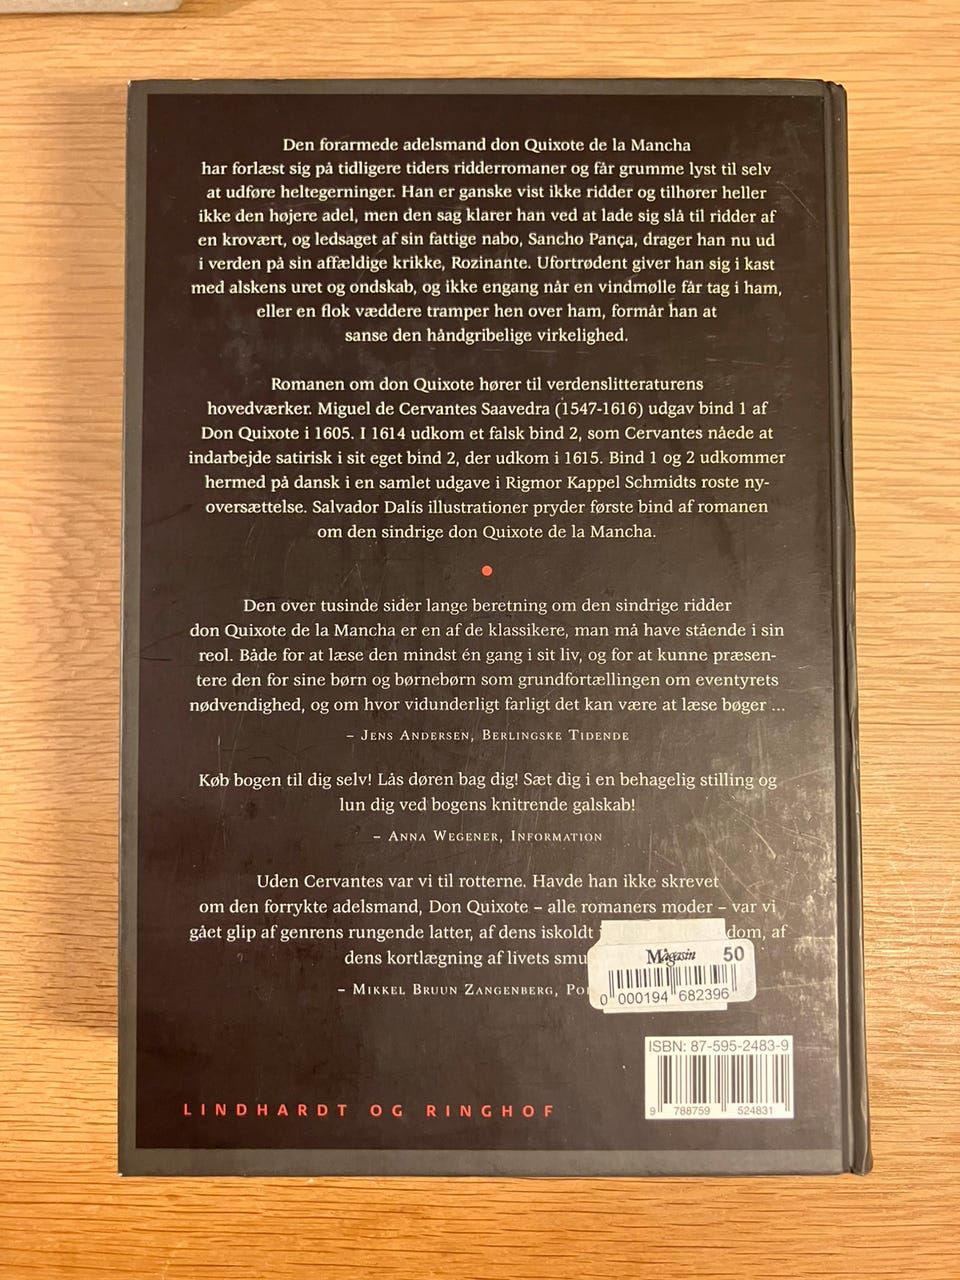 Den forarmede adelsmand don Quixote de la Mancha
har forlæst sig på tidligere tiders ridderromaner og får grumme lyst til selv
at udføre heltegerninger. Han er ganske vist ikke ridder og tilhører heller
ikke den højere adel, men den sag klarer han ved at lade sig slå til ridder af
en krovært, og ledsaget af sin fattige nabo, Sancho Pança, drager han nu ud
i verden på sin affældige krikke, Rozinante. Ufortrødent giver han sig i kast
med alskens uret og ondskab, og ikke engang når en vindmølle får tag i ham,
eller en flok væddere tramper hen over ham, formår han at
sanse den håndgribelige virkelighed.
Romanen om don Quixote hører til verdenslitteraturens
hovedværker. Miguel de Cervantes Saavedra (1547-1616) udgav bind 1 af
Don Quixote i 1605. I 1614 udkom et falsk bind 2, som Cervantes nåede at
indarbejde satirisk i sit eget bind 2, der udkom i 1615. Bind 1 og 2 udkommer
hermed på dansk i en samlet udgave i Rigmor Kappel Schmidts roste ny-
oversættelse. Salvador Dalís illustrationer pryder første bind af romanen
om den sindrige don Quixote de la Mancha.
Den over tusinde sider lange beretning om den sindrige ridder
don Quixote de la Mancha er en af de klassikere, man må have stående i sin
reol. Både for at læse den mindst én gang i sit liv, og for at kunne præsen-
tere den for sine børn og børnebørn som grundfortællingen om eventyrets
nødvendighed, og om hvor vidunderligt farligt det kan være at læse bøger ...
– Jens Andersen, Berlingske Tidende
Køb bogen til dig selv! Lås døren bag dig! Sæt dig i en behagelig stilling og
lun dig ved bogens knitrende galskab!
– Anna Wegener, Information
Uden Cervantes var vi til rotterne. Havde han ikke skrevet
om den forrykte adelsmand, Don Quixote – alle romaners moder – var vi
gået glip af genrens rungende latter, af dens iskoldt dom, af
dens kortlægning af livets
– Mikkel Bruun Zangenberg,
Mågasin 50
0 000194 682396
ISBN: 87-595-2483-9
9 788759 524831
LINDHARDT OG RINGHOF